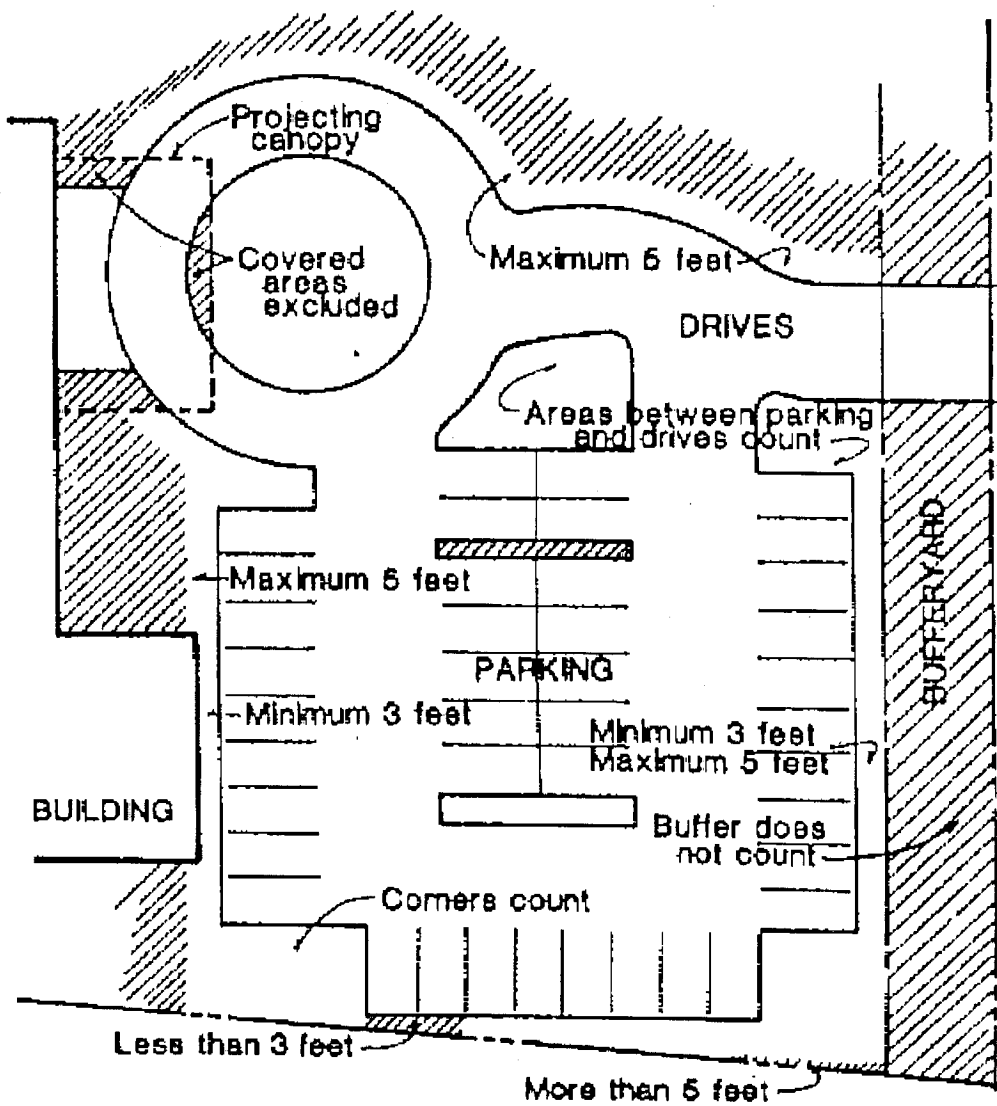 Projecting
canopy
Covered
areas
excluded
Maximum 5 feet
DRIVES
Areas between parking
and drives count
Maximum 5 feet
BUFFERYARD
PARKING
Minimum 3 feet
Minimum 3 feet
Maximum 5 feet
BUILDING
Buffer does
not count
Corners count
Less than 3 feet
More than 5 feet